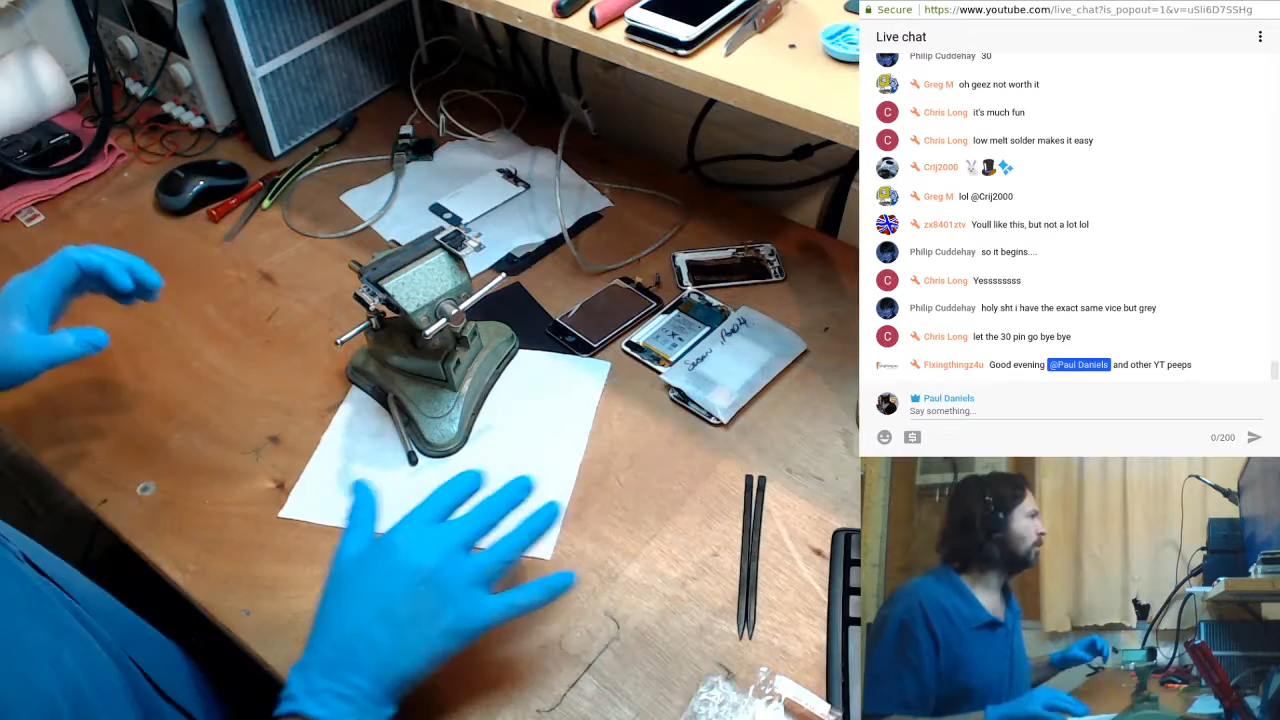 Secure | https://www.youtube.com/live_chat?is_popout=1&v=uSli6D7SSHg
Live chat
Philip Cuddehay 30
Greg M oh geez not worth it
C Chris Long it's much fun
C Chris Long low melt solder makes it easy
Crij2000 🐰🎩✨
Greg M lol @Crij2000
zx8401ztv Youll like this, but not a lot lol
Philip Cuddehay so it begins....
C Chris Long Yessssssss
Philip Cuddehay holy sht i have the exact same vice but grey
C Chris Long let the 30 pin go bye bye
Fixingthingz4u Good evening @Paul Daniels and other YT peeps
Paul Daniels
Say something...
0/200